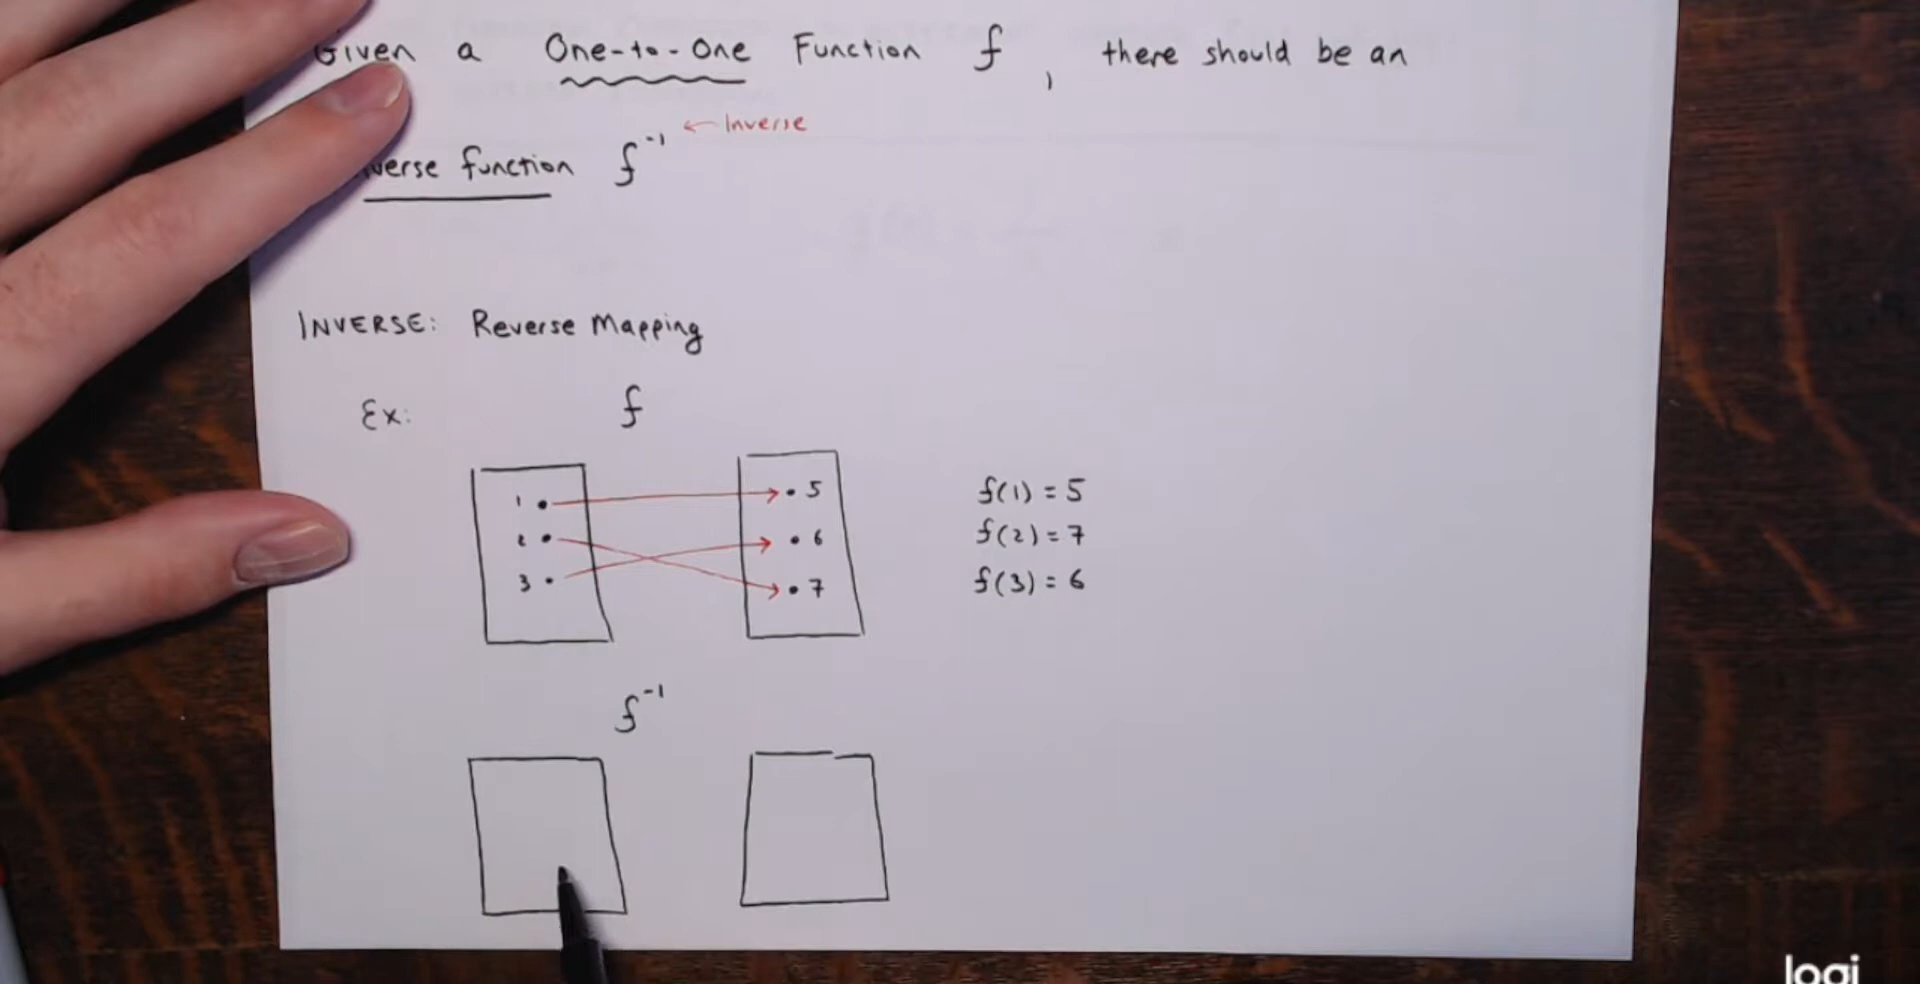 Given a One-to-One Function f, there should be an
verse function f⁻¹ ← Inverse
INVERSE: Reverse Mapping
Ex: f
1 • • 5 f(1) = 5
2 • • 6 f(2) = 7
3 • • 7 f(3) = 6
f⁻¹
logi